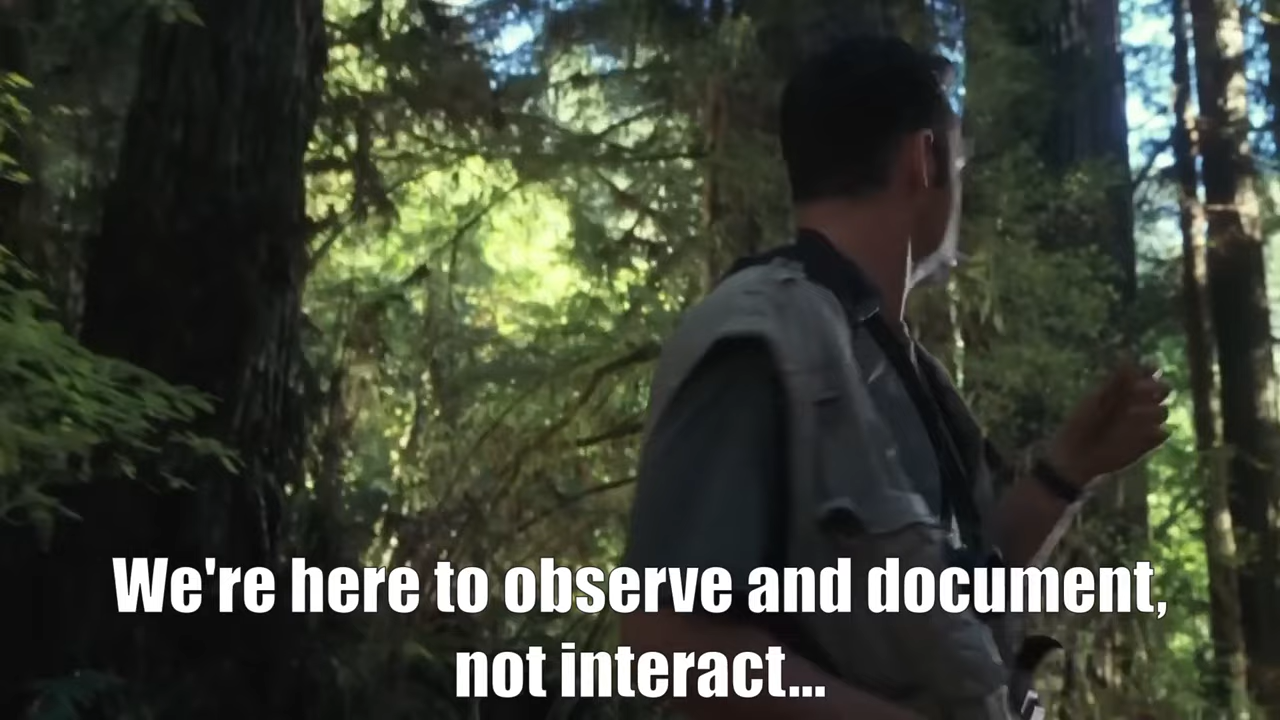 We're here to observe and document,
not interact...